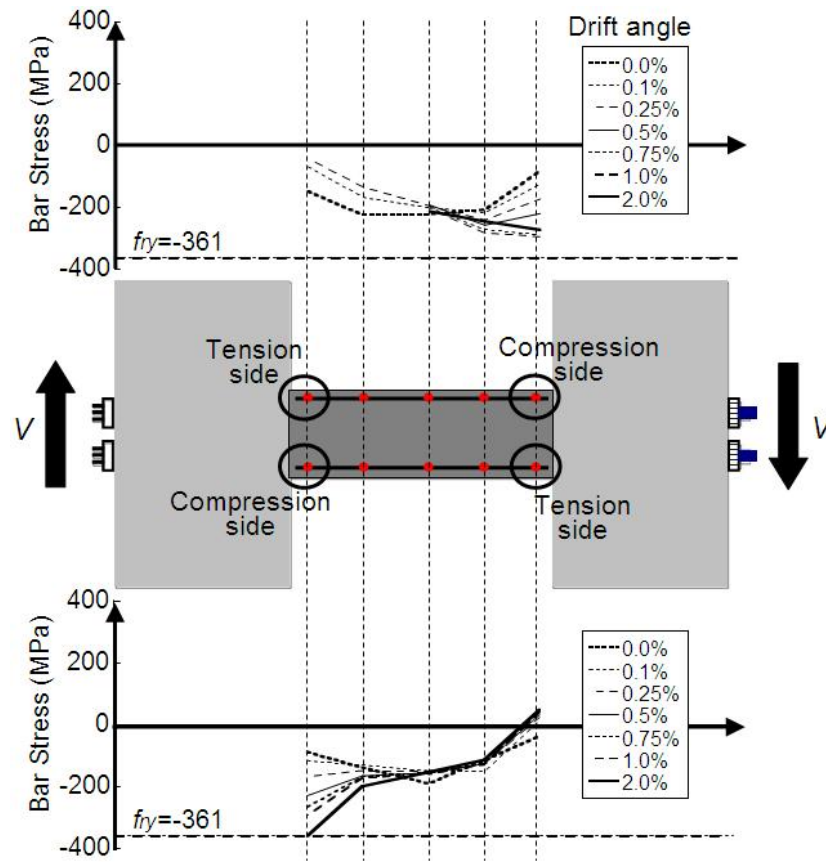 Drift angle
400
200
0
-200
-400
Bar Stress (MPa)
0.0%
0.1%
0.25%
0.5%
0.75%
1.0%
2.0%
fry=-361
Tension
side
Compression
side
V
V
Compression
side
Tension
side
400
200
0
-200
-400
Bar Stress (MPa)
0.0%
0.1%
0.25%
0.5%
0.75%
1.0%
2.0%
fry=-361